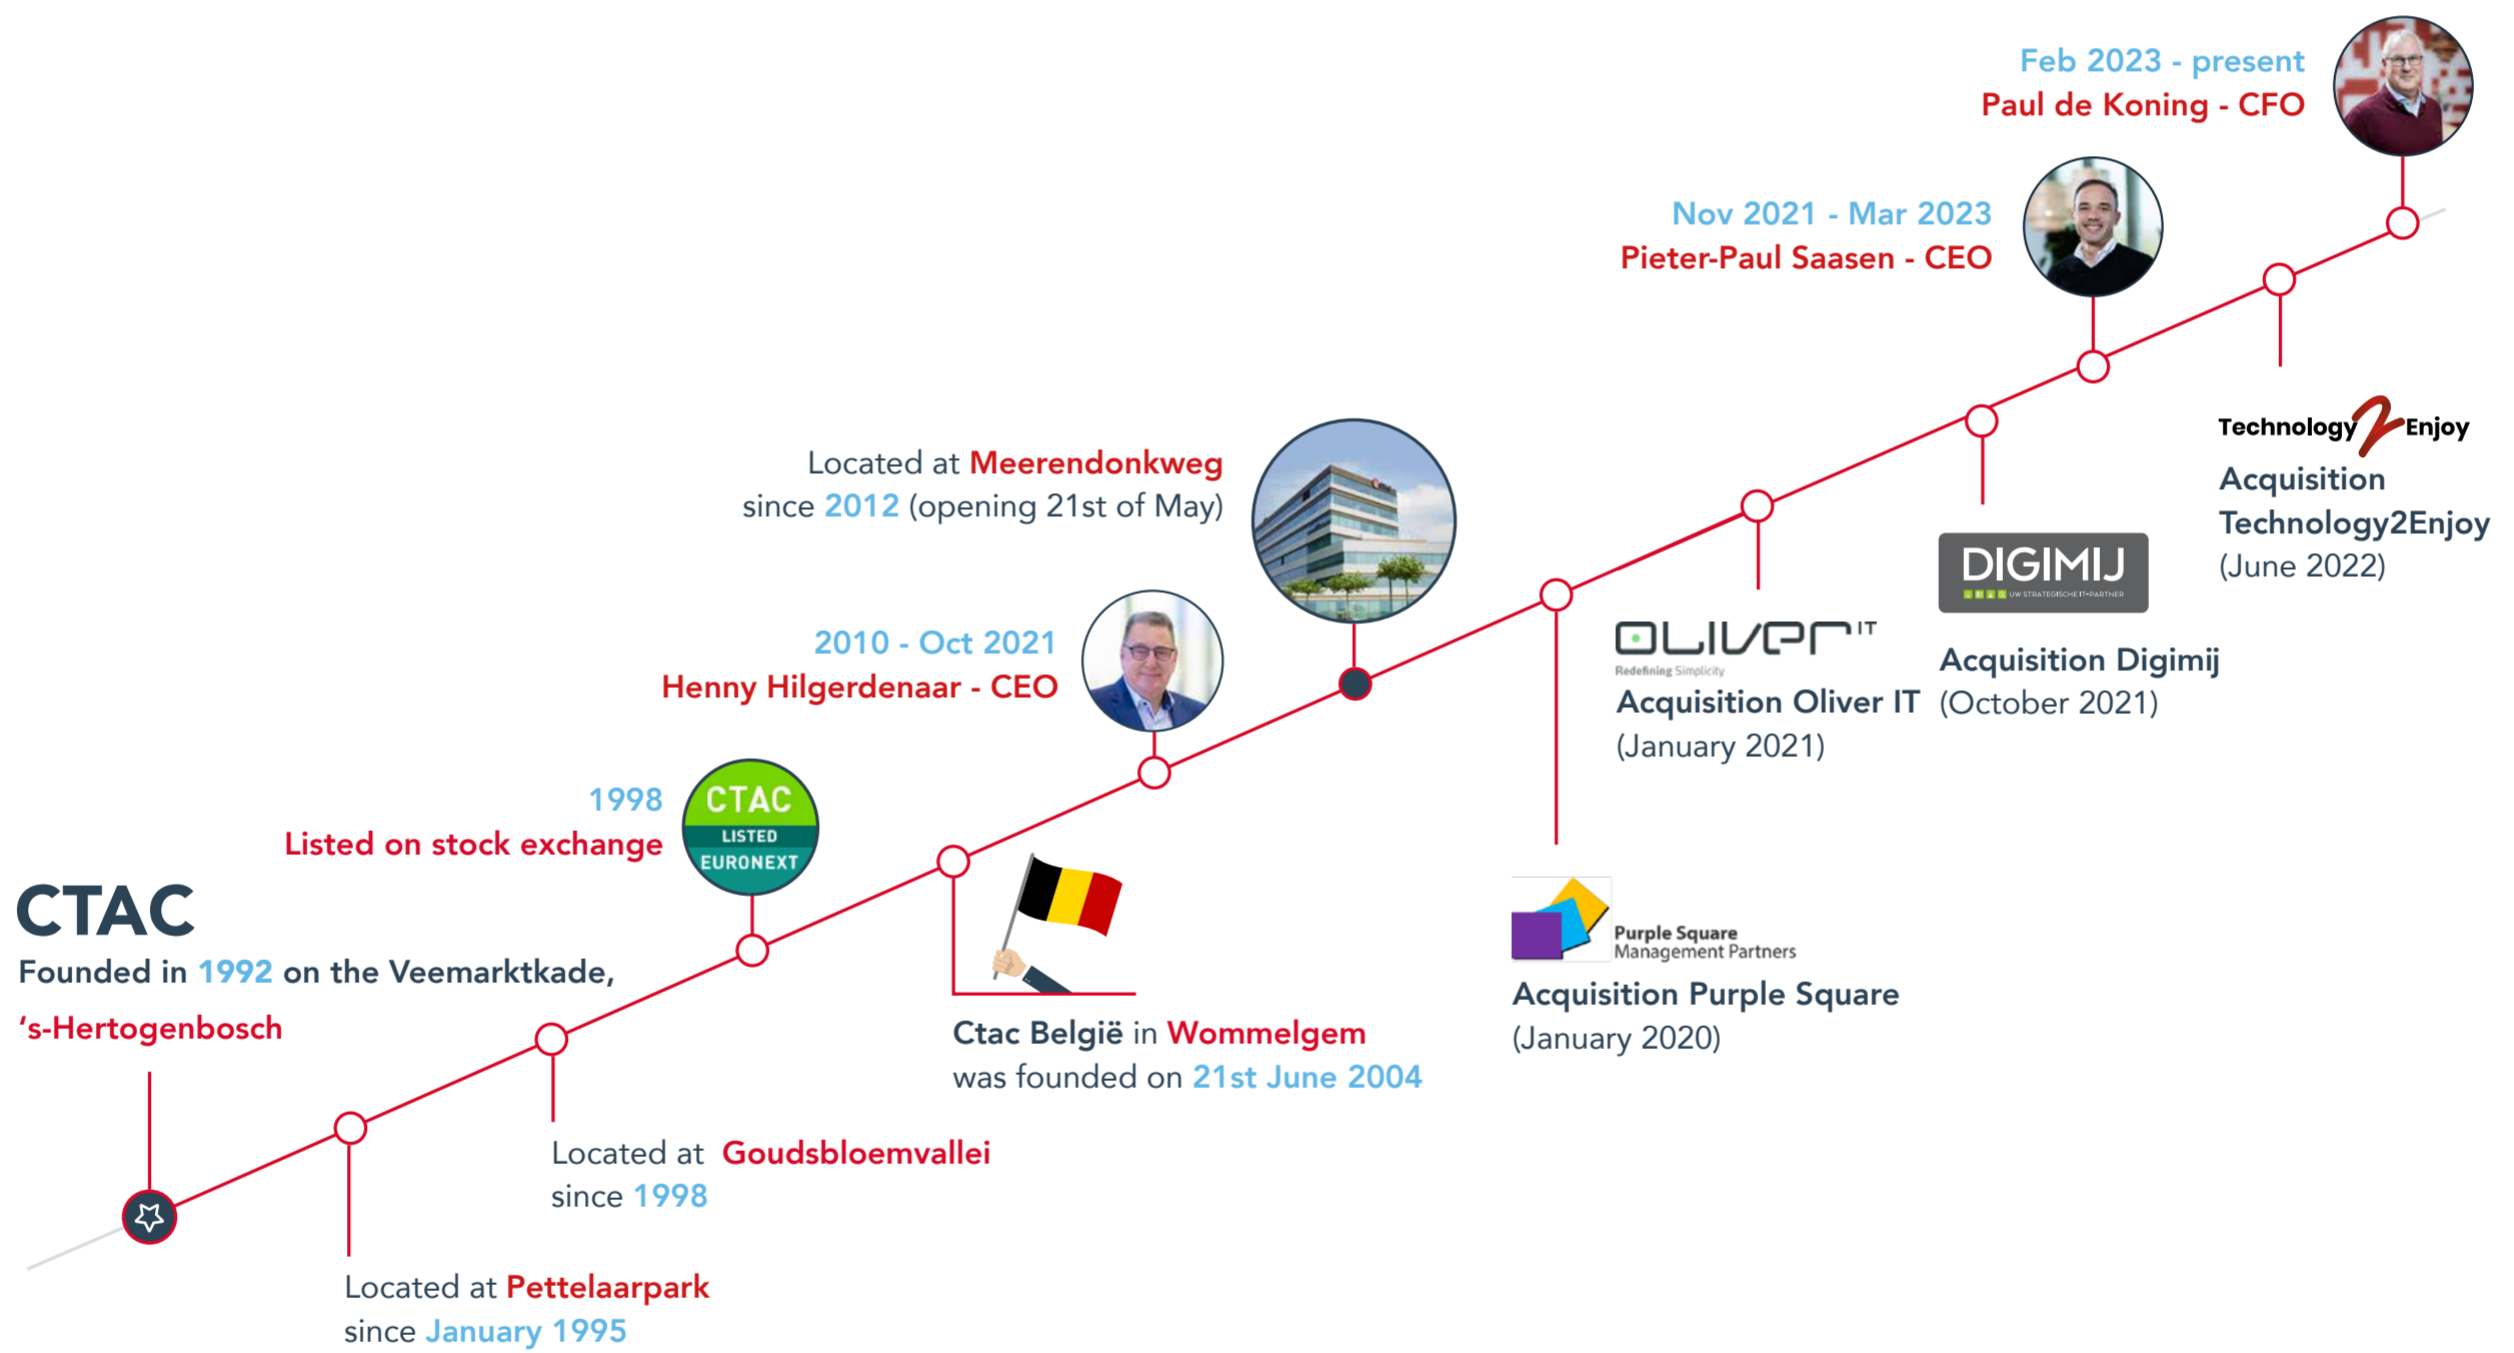 CTAC
Founded in 1992 on the Veemarktkade,
‘s-Hertogenbosch
Located at Pettelaarpark
since January 1995
Located at Goudsbloemvallei
since 1998
1998
Listed on stock exchange
CTAC
LISTED
EURONEXT
Ctac België in Wommelgem
was founded on 21st June 2004
2010 - Oct 2021
Henny Hilgerdenaar - CEO
Located at Meerendonkweg
since 2012 (opening 21st of May)
Purple Square
Management Partners
Acquisition Purple Square
(January 2020)
OLIVER IT
Redefining Simplicity
Acquisition Oliver IT
(January 2021)
DIGIMIJ
UW STRATEGISCHE IT-PARTNER
Acquisition Digimij
(October 2021)
Nov 2021 - Mar 2023
Pieter-Paul Saasen - CEO
Technology2Enjoy
Acquisition
Technology2Enjoy
(June 2022)
Feb 2023 - present
Paul de Koning - CFO